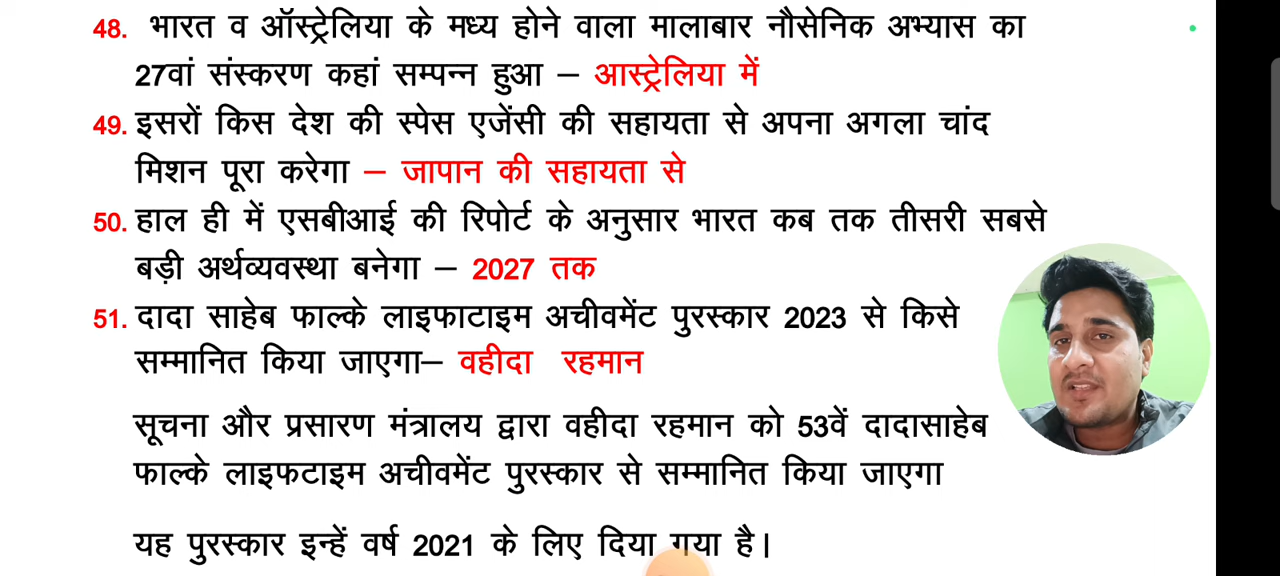 48. भारत व ऑस्ट्रेलिया के मध्य होने वाला मालाबार नौसेनिक अभ्यास का
27वां संस्करण कहां सम्पन्न हुआ – आस्ट्रेलिया में
49. इसरों किस देश की स्पेस एजेंसी की सहायता से अपना अगला चांद
मिशन पूरा करेगा – जापान की सहायता से
50. हाल ही में एसबीआई की रिपोर्ट के अनुसार भारत कब तक तीसरी सबसे
बड़ी अर्थव्यवस्था बनेगा – 2027 तक
51. दादा साहेब फाल्के लाइफाटाइम अचीवमेंट पुरस्कार 2023 से किसे
सम्मानित किया जाएगा– वहीदा रहमान
सूचना और प्रसारण मंत्रालय द्वारा वहीदा रहमान को 53वें दादासाहेब
फाल्के लाइफटाइम अचीवमेंट पुरस्कार से सम्मानित किया जाएगा
यह पुरस्कार इन्हें वर्ष 2021 के लिए दिया गया है।